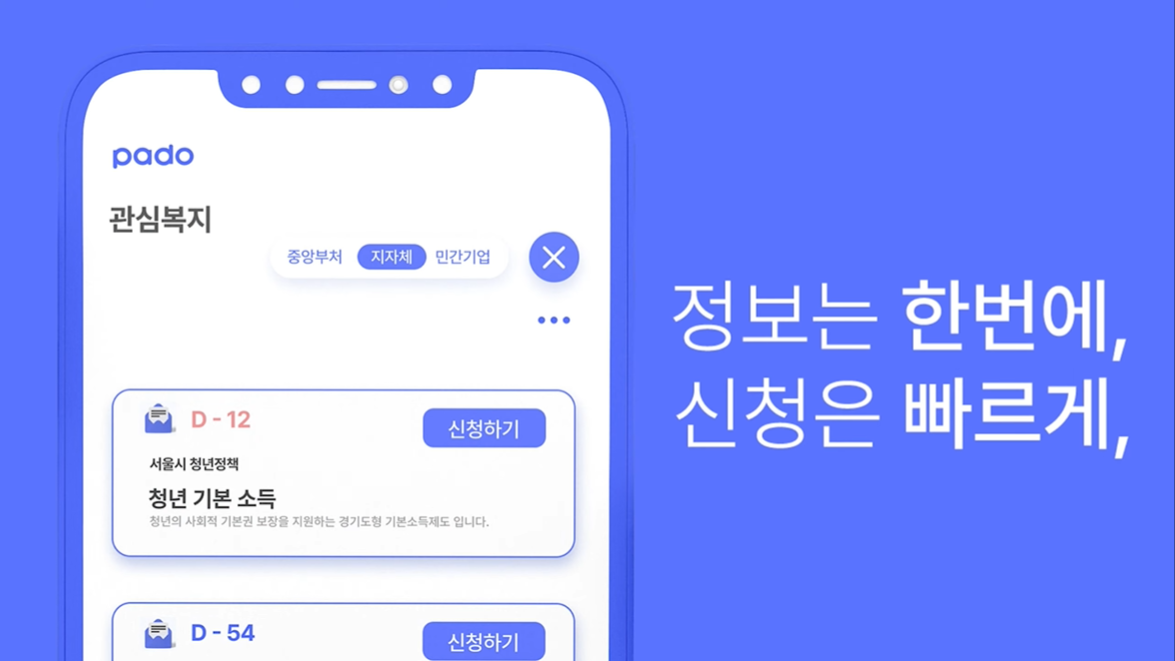 pado
관심복지
중앙부처 지자체 민간기업
D - 12
신청하기
서울시 청년정책
청년 기본 소득
청년의 사회적 기본권 보장을 지원하는 경기도형 기본소득제도 입니다.
D - 54
신청하기
정보는 한번에,
신청은 빠르게,